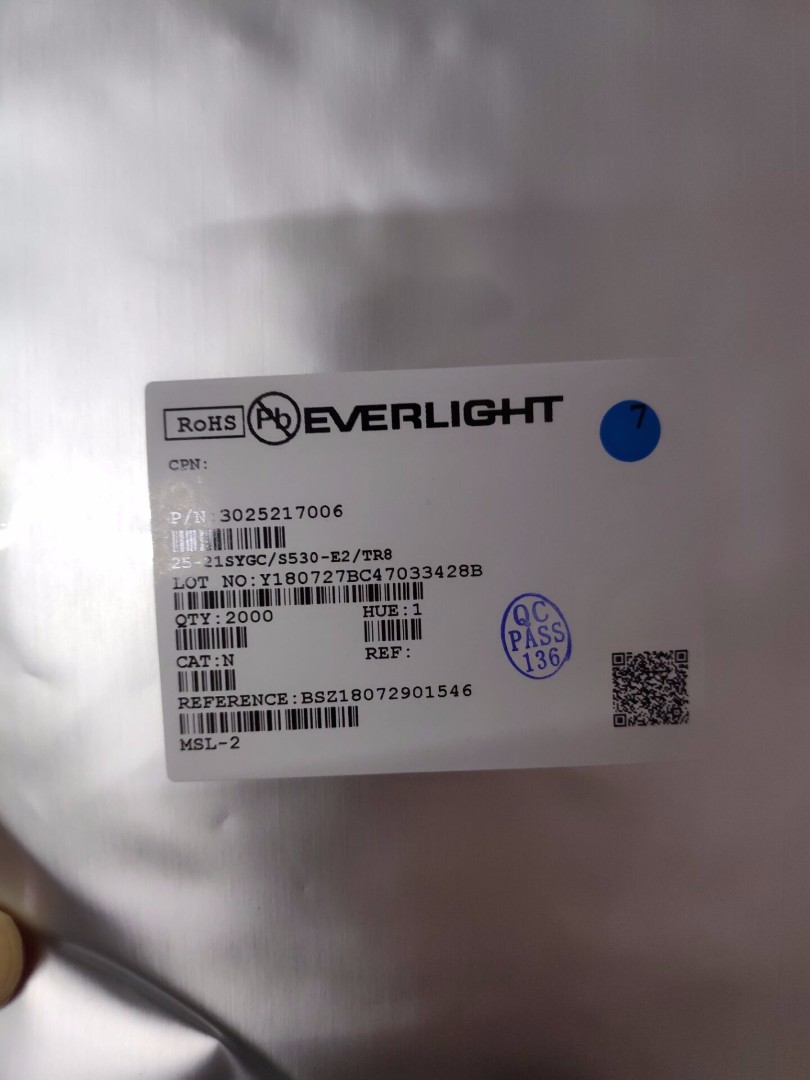 RoHS Pb EVERLIGHT
7
CPN:
P/N:3025217006
25-21SYGC/S530-E2/TR8
LOT NO:Y180727BC47033428B
QTY:2000 HUE:1
CAT:N REF:
QC
PASS
136
REFERENCE:BSZ18072901546
MSL-2